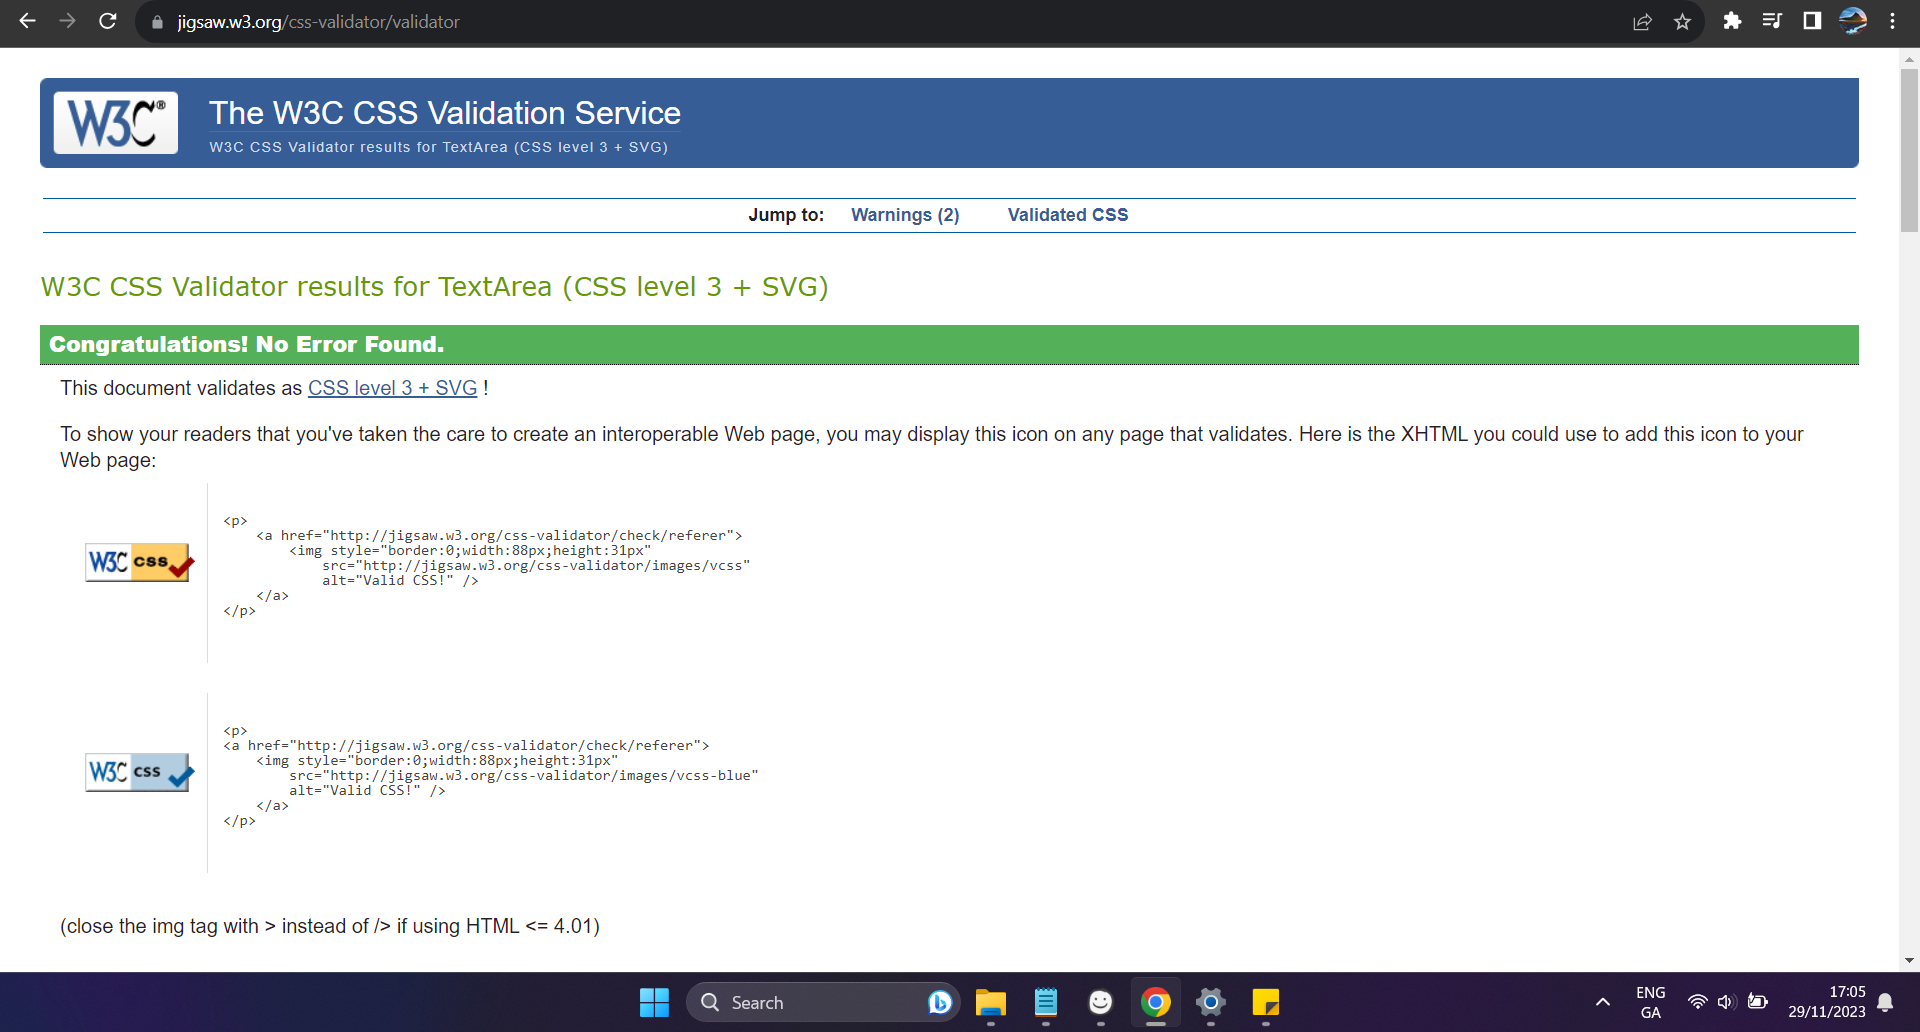 jigsaw.w3.org/css-validator/validator
W3C®
The W3C CSS Validation Service
W3C CSS Validator results for TextArea (CSS level 3 + SVG)
Jump to: Warnings (2) Validated CSS
W3C CSS Validator results for TextArea (CSS level 3 + SVG)
Congratulations! No Error Found.
This document validates as CSS level 3 + SVG !
To show your readers that you've taken the care to create an interoperable Web page, you may display this icon on any page that validates. Here is the XHTML you could use to add this icon to your
Web page:
W3C css
<p>
    <a href="http://jigsaw.w3.org/css-validator/check/referer">
        <img style="border:0;width:88px;height:31px"
            src="http://jigsaw.w3.org/css-validator/images/vcss"
            alt="Valid CSS!" />
    </a>
</p>
W3C css
<p>
<a href="http://jigsaw.w3.org/css-validator/check/referer">
    <img style="border:0;width:88px;height:31px"
        src="http://jigsaw.w3.org/css-validator/images/vcss-blue"
        alt="Valid CSS!" />
    </a>
</p>
(close the img tag with > instead of /> if using HTML <= 4.01)
Search
ENG
GA
17:05
29/11/2023